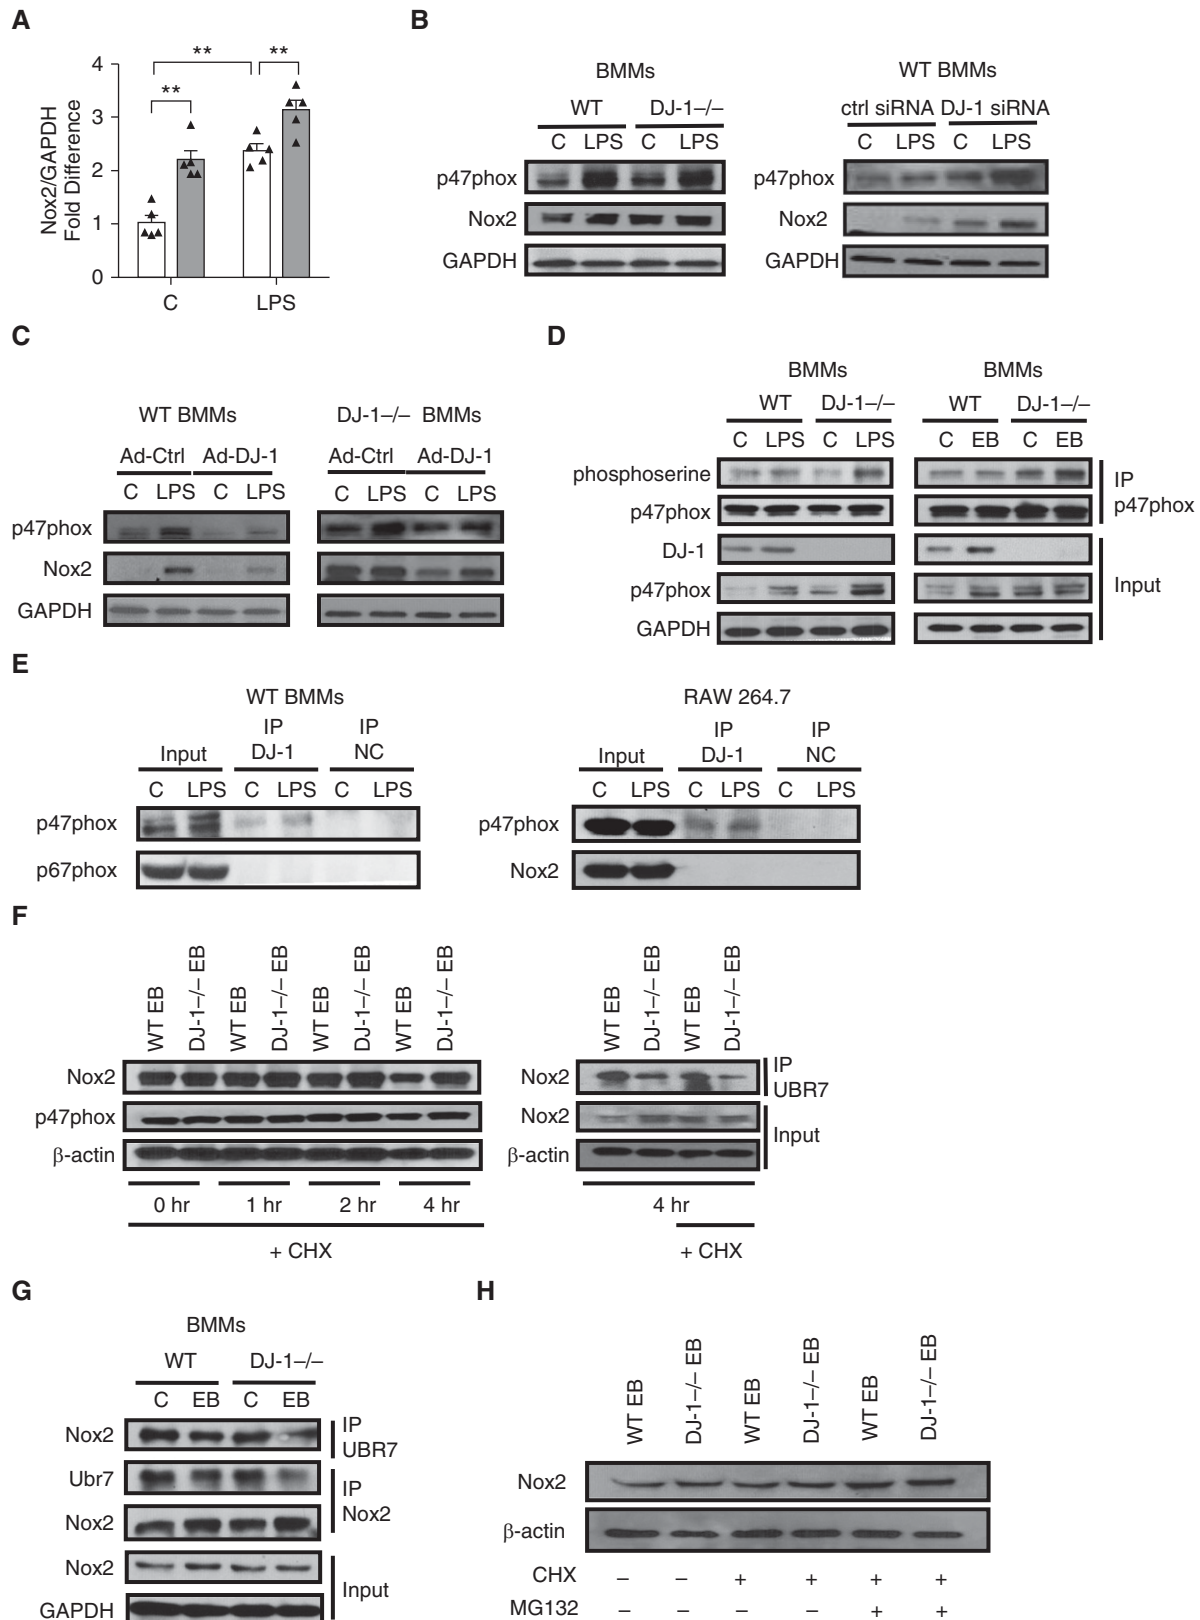 A
Nox2/GAPDH
Fold Difference
4
3
2
1
0
**
**
**
C LPS
B
BMMs
WT DJ-1–/–
C LPS C LPS
p47phox
Nox2
GAPDH
WT BMMs
ctrl siRNA DJ-1 siRNA
C LPS C LPS
p47phox
Nox2
GAPDH
C
WT BMMs
Ad-Ctrl Ad-DJ-1
C LPS C LPS
p47phox
Nox2
GAPDH
DJ-1–/– BMMs
Ad-Ctrl Ad-DJ-1
C LPS C LPS
D
BMMs
WT DJ-1–/–
C LPS C LPS
phosphoserine
p47phox
DJ-1
p47phox
GAPDH
BMMs
WT DJ-1–/–
C EB C EB
IP
p47phox
Input
E
WT BMMs
Input
IP
DJ-1
IP
NC
C LPS C LPS C LPS
p47phox
p67phox
RAW 264.7
Input
IP
DJ-1
IP
NC
C LPS C LPS C LPS
p47phox
Nox2
F
WT EB
DJ-1–/– EB
WT EB
DJ-1–/– EB
WT EB
DJ-1–/– EB
WT EB
DJ-1–/– EB
Nox2
p47phox
β-actin
0 hr 1 hr 2 hr 4 hr
+ CHX
WT EB
DJ-1–/– EB
WT EB
DJ-1–/– EB
Nox2
Nox2
β-actin
IP
UBR7
Input
4 hr
+ CHX
G
BMMs
WT DJ-1–/–
C EB C EB
Nox2
Ubr7
Nox2
Nox2
GAPDH
IP
UBR7
IP
Nox2
Input
H
WT EB
DJ-1–/– EB
WT EB
DJ-1–/– EB
WT EB
DJ-1–/– EB
Nox2
β-actin
CHX – – + + + +
MG132 – – – – + +